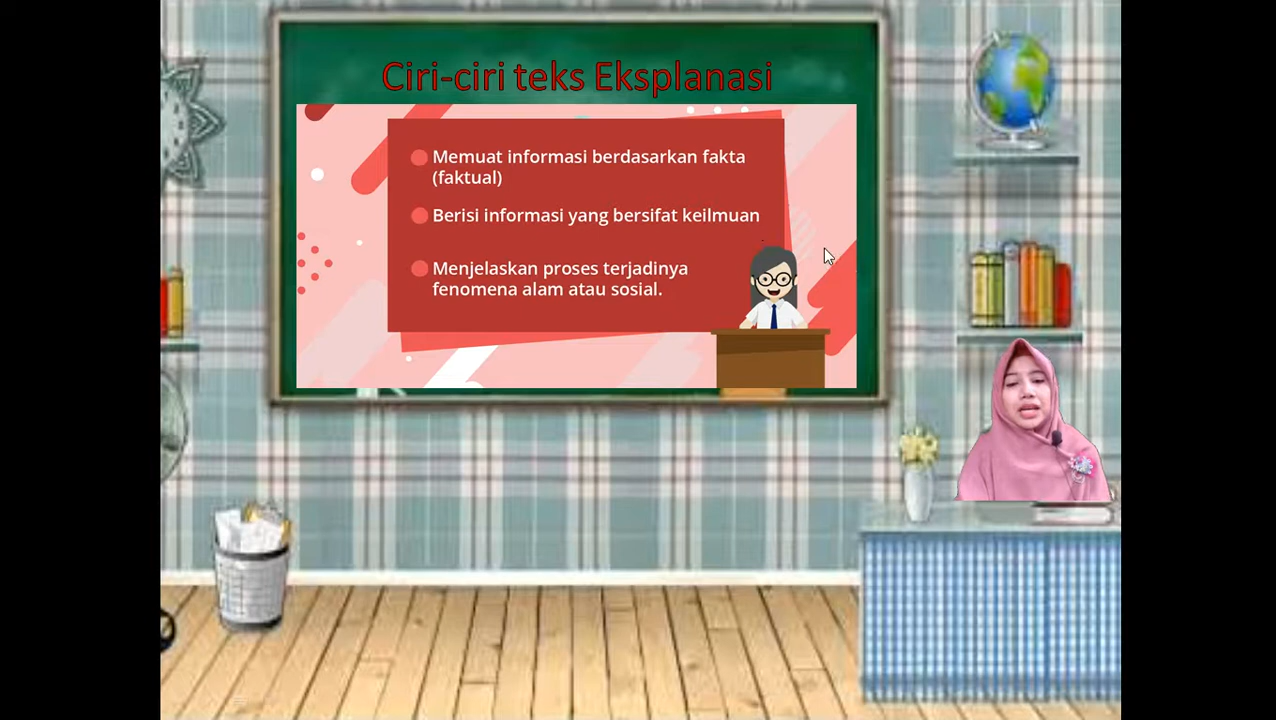 Ciri-ciri teks Eksplanasi
Memuat informasi berdasarkan fakta
(faktual)
Berisi informasi yang bersifat keilmuan
Menjelaskan proses terjadinya
fenomena alam atau sosial.